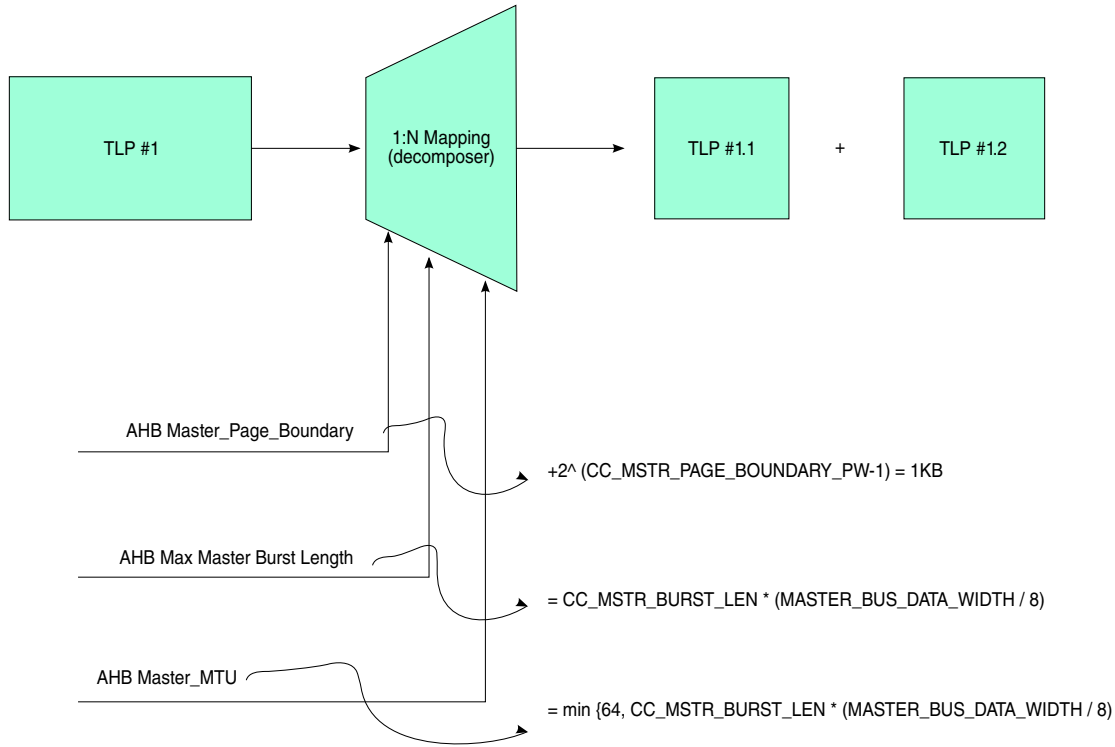 TLP #1
1:N Mapping
(decomposer)
TLP #1.1
+
TLP #1.2
AHB Master_Page_Boundary
+2^ (CC_MSTR_PAGE_BOUNDARY_PW-1) = 1KB
AHB Max Master Burst Length
= CC_MSTR_BURST_LEN * (MASTER_BUS_DATA_WIDTH / 8)
AHB Master_MTU
= min {64, CC_MSTR_BURST_LEN * (MASTER_BUS_DATA_WIDTH / 8)